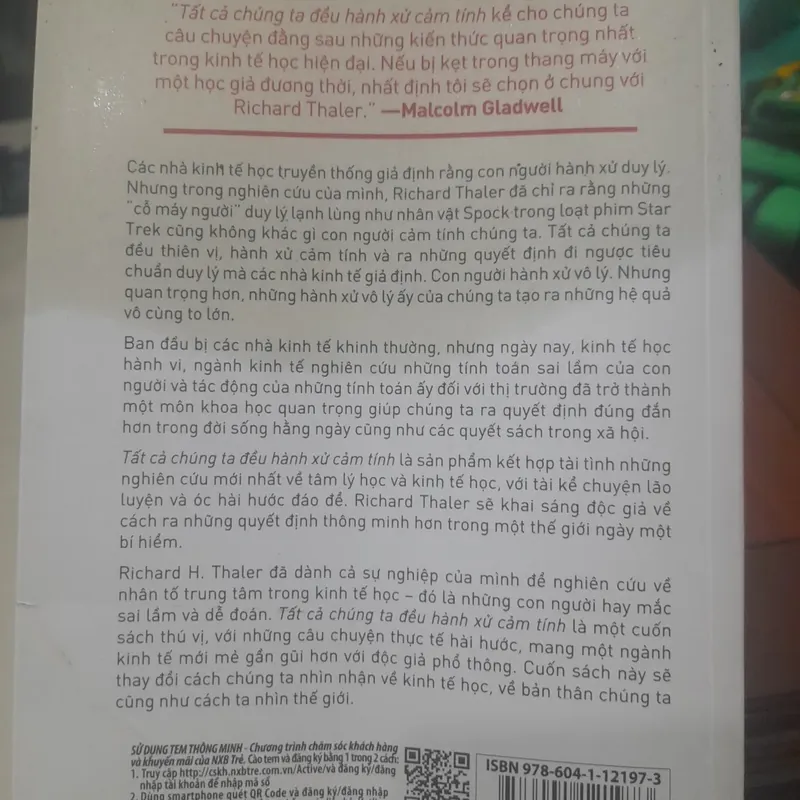 "Tất cả chúng ta đều hành xử cảm tính kể cho chúng ta
câu chuyện đằng sau những kiến thức quan trọng nhất
trong kinh tế học hiện đại. Nếu bị kẹt trong thang máy với
một học giả đương thời, nhất định tôi sẽ chọn ở chung với
Richard Thaler." —Malcolm Gladwell
Các nhà kinh tế học truyền thống giả định rằng con người hành xử duy lý.
Nhưng trong nghiên cứu của mình, Richard Thaler đã chỉ ra rằng những
"cỗ máy người" duy lý lạnh lùng như nhân vật Spock trong loạt phim Star
Trek cũng không khác gì con người cảm tính chúng ta. Tất cả chúng ta
đều thiên vị, hành xử cảm tính và ra những quyết định đi ngược tiêu
chuẩn duy lý mà các nhà kinh tế giả định. Con người hành xử vô lý. Nhưng
quan trọng hơn, những hành xử vô lý ấy của chúng ta tạo ra những hệ quả
vô cùng to lớn.
Ban đầu bị các nhà kinh tế khinh thường, nhưng ngày nay, kinh tế học
hành vi, ngành kinh tế nghiên cứu những tính toán sai lầm của con
người và tác động của những tính toán ấy đối với thị trường đã trở thành
một môn khoa học quan trọng giúp chúng ta ra quyết định đúng đắn
hơn trong đời sống hằng ngày cũng như các quyết sách trong xã hội.
Tất cả chúng ta đều hành xử cảm tính là sản phẩm kết hợp tài tình những
nghiên cứu mới nhất về tâm lý học và kinh tế học, với tài kể chuyện lão
luyện và óc hài hước đáo để. Richard Thaler sẽ khai sáng độc giả về
cách ra những quyết định thông minh hơn trong một thế giới ngày một
bí hiểm.
Richard H. Thaler đã dành cả sự nghiệp của mình để nghiên cứu về
nhân tố trung tâm trong kinh tế học – đó là những con người hay mắc
sai lầm và dễ đoán. Tất cả chúng ta đều hành xử cảm tính là một cuốn
sách thú vị, với những câu chuyện thực tế hài hước, mang một ngành
kinh tế mới mẻ gần gũi hơn với độc giả phổ thông. Cuốn sách này sẽ
thay đổi cách chúng ta nhìn nhận về kinh tế học, về bản thân chúng ta
cũng như cách ta nhìn thế giới.
SỬ DỤNG TEM THÔNG MINH - Chương trình chăm sóc khách hàng
và khuyến mãi của NXB Trẻ. Cào tem và đăng ký bằng 1 trong 2 cách:
1. Truy cập http://cskh.nxbtre.com.vn/Active/và đăng ký/đăng
nhập tài khoản để nhập mã số
2. Dùng smartphone quét QR Code và đăng ký/đăng nhập
ISBN 978-604-1-12197-3